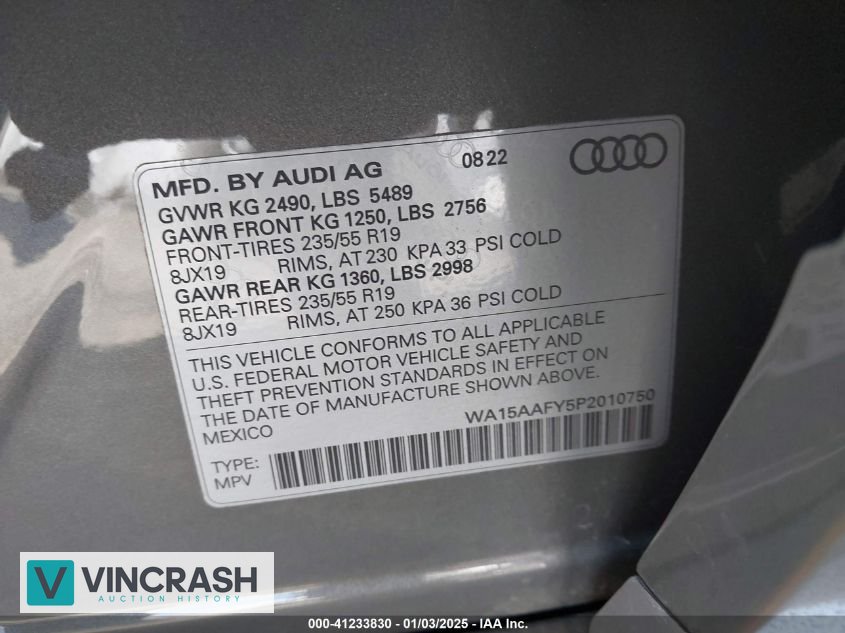 MFD. BY AUDI AG 08 22
GVWR KG 2490, LBS 5489
GAWR FRONT KG 1250, LBS 2756
FRONT-TIRES 235/55 R19
8JX19 RIMS, AT 230 KPA 33 PSI COLD
GAWR REAR KG 1360, LBS 2998
REAR-TIRES 235/55 R19
8JX19 RIMS, AT 250 KPA 36 PSI COLD
THIS VEHICLE CONFORMS TO ALL APPLICABLE
U.S. FEDERAL MOTOR VEHICLE SAFETY AND
THEFT PREVENTION STANDARDS IN EFFECT ON
THE DATE OF MANUFACTURE SHOWN ABOVE.
MEXICO WA15AAFY5P2010750
TYPE:
MPV
VINCRASH
AUCTION HISTORY
000-41233830 - 01/03/2025 - IAA Inc.